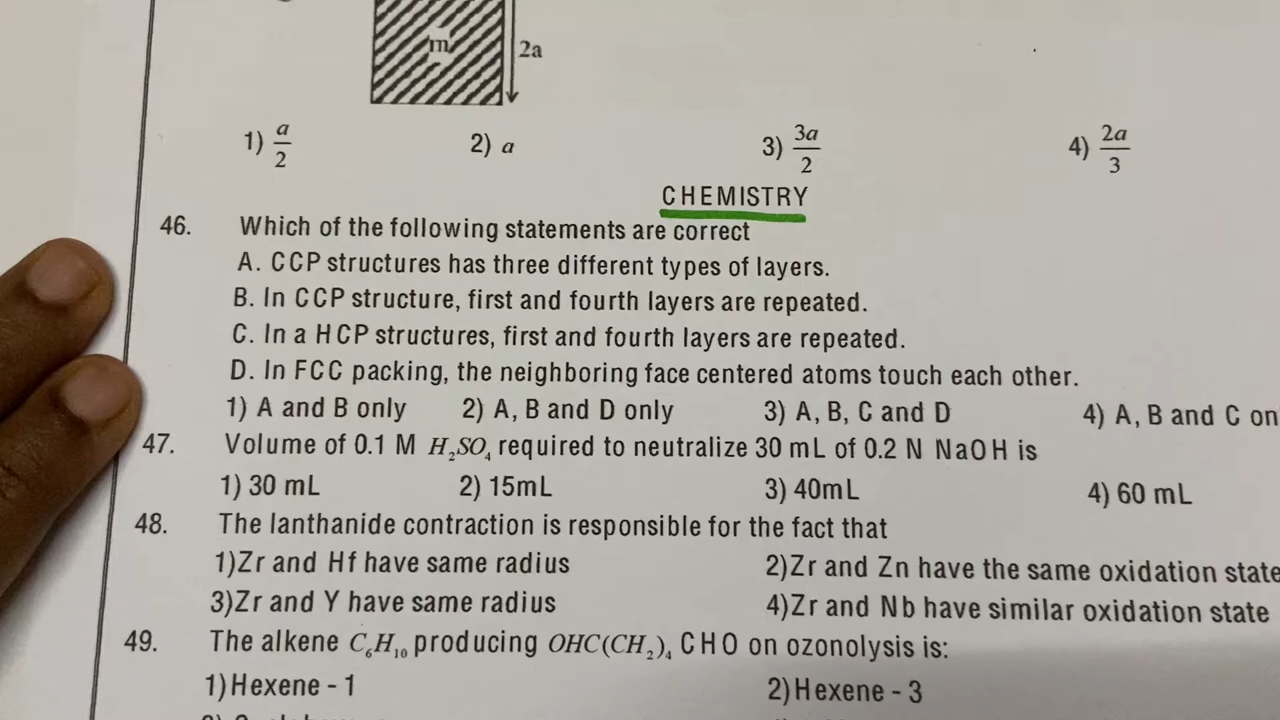 m
2a
1) a/2 2) a 3) 3a/2 4) 2a/3
CHEMISTRY
46. Which of the following statements are correct
A. CCP structures has three different types of layers.
B. In CCP structure, first and fourth layers are repeated.
C. In a HCP structures, first and fourth layers are repeated.
D. In FCC packing, the neighboring face centered atoms touch each other.
1) A and B only 2) A, B and D only 3) A, B, C and D 4) A, B and C on
47. Volume of 0.1 M H₂SO₄ required to neutralize 30 mL of 0.2 N NaOH is
1) 30 mL 2) 15mL 3) 40mL 4) 60 mL
48. The lanthanide contraction is responsible for the fact that
1)Zr and Hf have same radius 2)Zr and Zn have the same oxidation state
3)Zr and Y have same radius 4)Zr and Nb have similar oxidation state
49. The alkene C₆H₁₀ producing OHC(CH₂)₄ CHO on ozonolysis is:
1)Hexene - 1 2)Hexene - 3